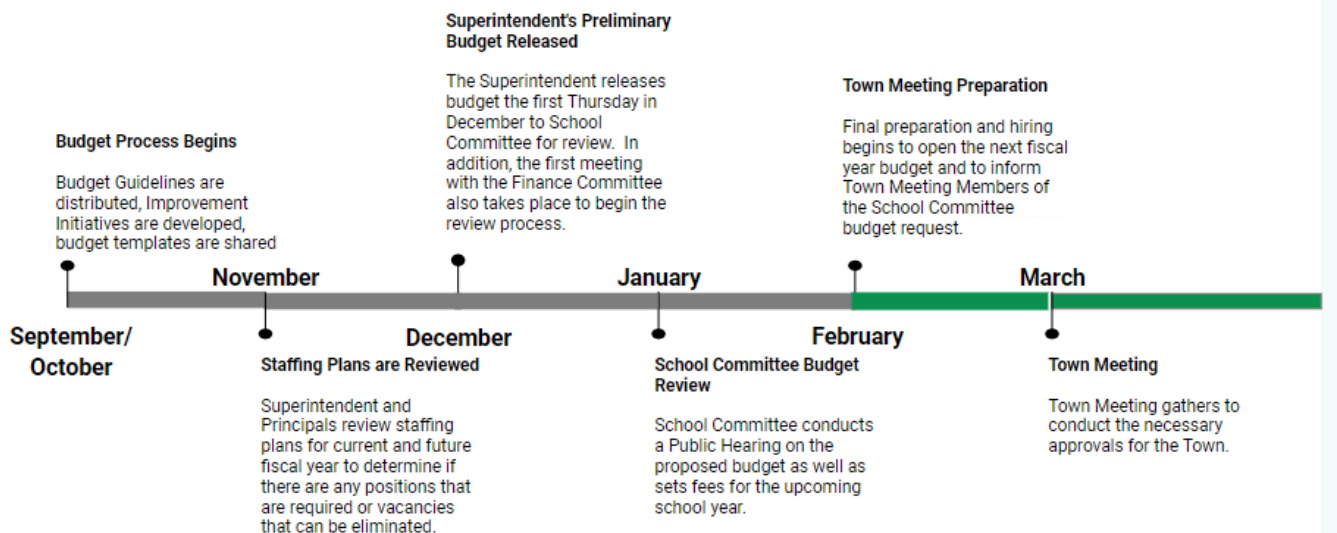 Superintendent's Preliminary
Budget Released
The Superintendent releases
budget the first Thursday in
December to School
Committee for review.  In
addition, the first meeting
with the Finance Committee
also takes place to begin the
review process.
Town Meeting Preparation
Final preparation and hiring
begins to open the next fiscal
year budget and to inform
Town Meeting Members of
the School Committee
budget request.
Budget Process Begins
Budget Guidelines are
distributed, Improvement
Initiatives are developed,
budget templates are shared
November
January
March
September/
October
December
February
Staffing Plans are Reviewed
Superintendent and
Principals review staffing
plans for current and future
fiscal year to determine if
there are any positions that
are required or vacancies
that can be eliminated.
School Committee Budget
Review
School Committee conducts
a Public Hearing on the
proposed budget as well as
sets fees for the upcoming
school year.
Town Meeting
Town Meeting gathers to
conduct the necessary
approvals for the Town.